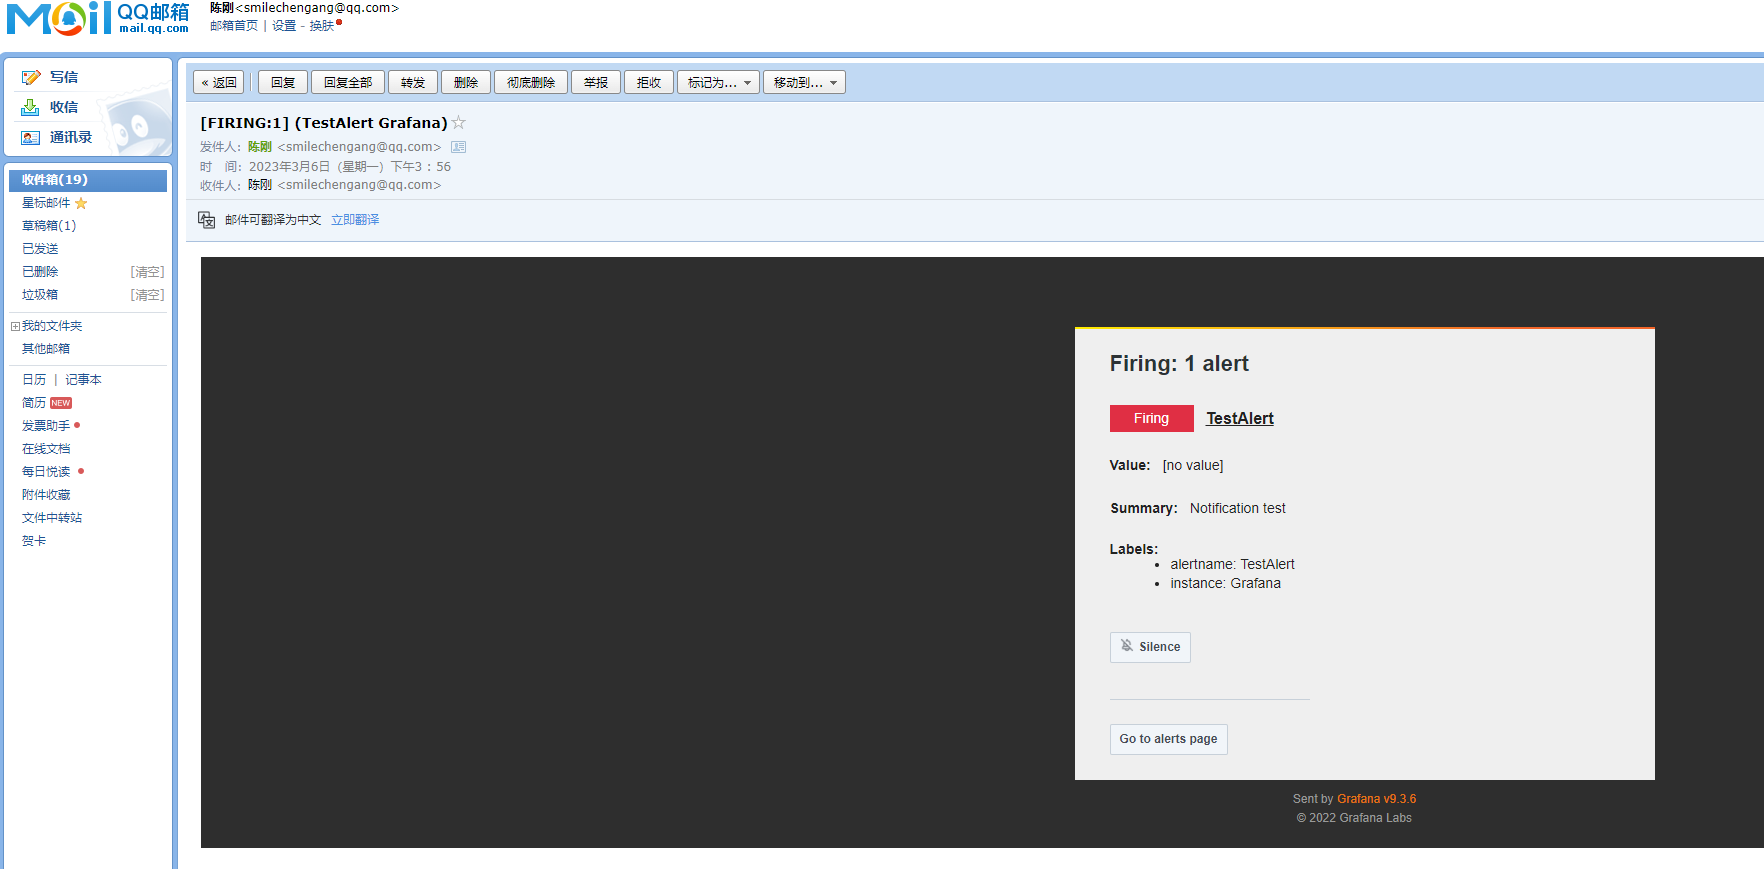 Mail QQ邮箱
mail.qq.com
陈刚<smilechengang@qq.com>
邮箱首页 | 设置 - 换肤
写信
收信
通讯录
收件箱(19)
星标邮件
草稿箱(1)
已发送
已删除 [清空]
垃圾箱 [清空]
我的文件夹
其他邮箱
日历 | 记事本
简历 NEW
发票助手
在线文档
每日悦读
附件收藏
文件中转站
贺卡
« 返回 回复 回复全部 转发 删除 彻底删除 举报 拒收 标记为... 移动到...
[FIRING:1] (TestAlert Grafana)
发件人: 陈刚 <smilechengang@qq.com>
时 间: 2023年3月6日 (星期一) 下午3 : 56
收件人: 陈刚 <smilechengang@qq.com>
邮件可翻译为中文 立即翻译
Firing: 1 alert
Firing TestAlert
Value: [no value]
Summary: Notification test
Labels:
• alertname: TestAlert
• instance: Grafana
Silence
Go to alerts page
Sent by Grafana v9.3.6
© 2022 Grafana Labs